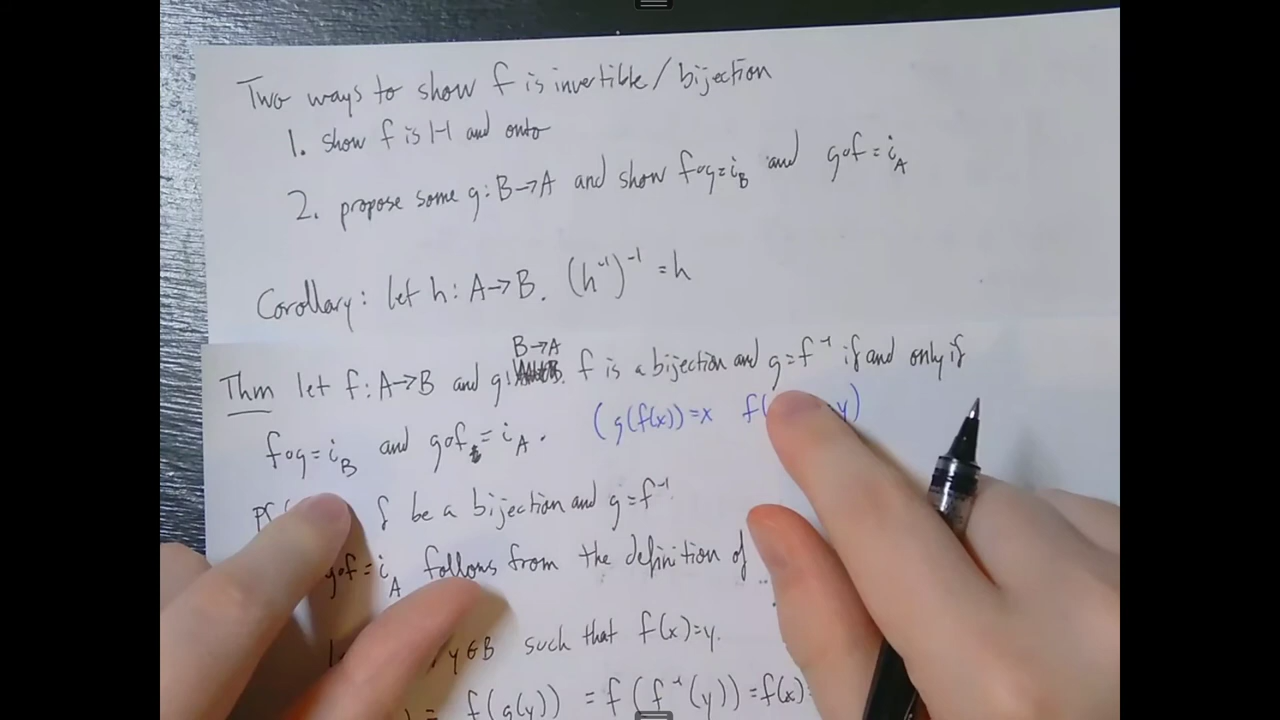 Two ways to show f is invertible/bijection
1. show f is 1-1 and onto
2. propose some g: B→A and show f∘g=i_B and g∘f=i_A
Corollary: let h: A→B. (h⁻¹)⁻¹ = h
B→A
Thm let f: A→B and g: f is a bijection and g=f⁻¹ if and only if
f∘g=i_B and g∘f=i_A. (g(f(x))=x f( y)
Pf f be a bijection and g=f⁻¹.
g∘f=i_A follows from the definition of
y∈B such that f(x)=y.
= f(g(y)) = f(f⁻¹(y)) = f(x)